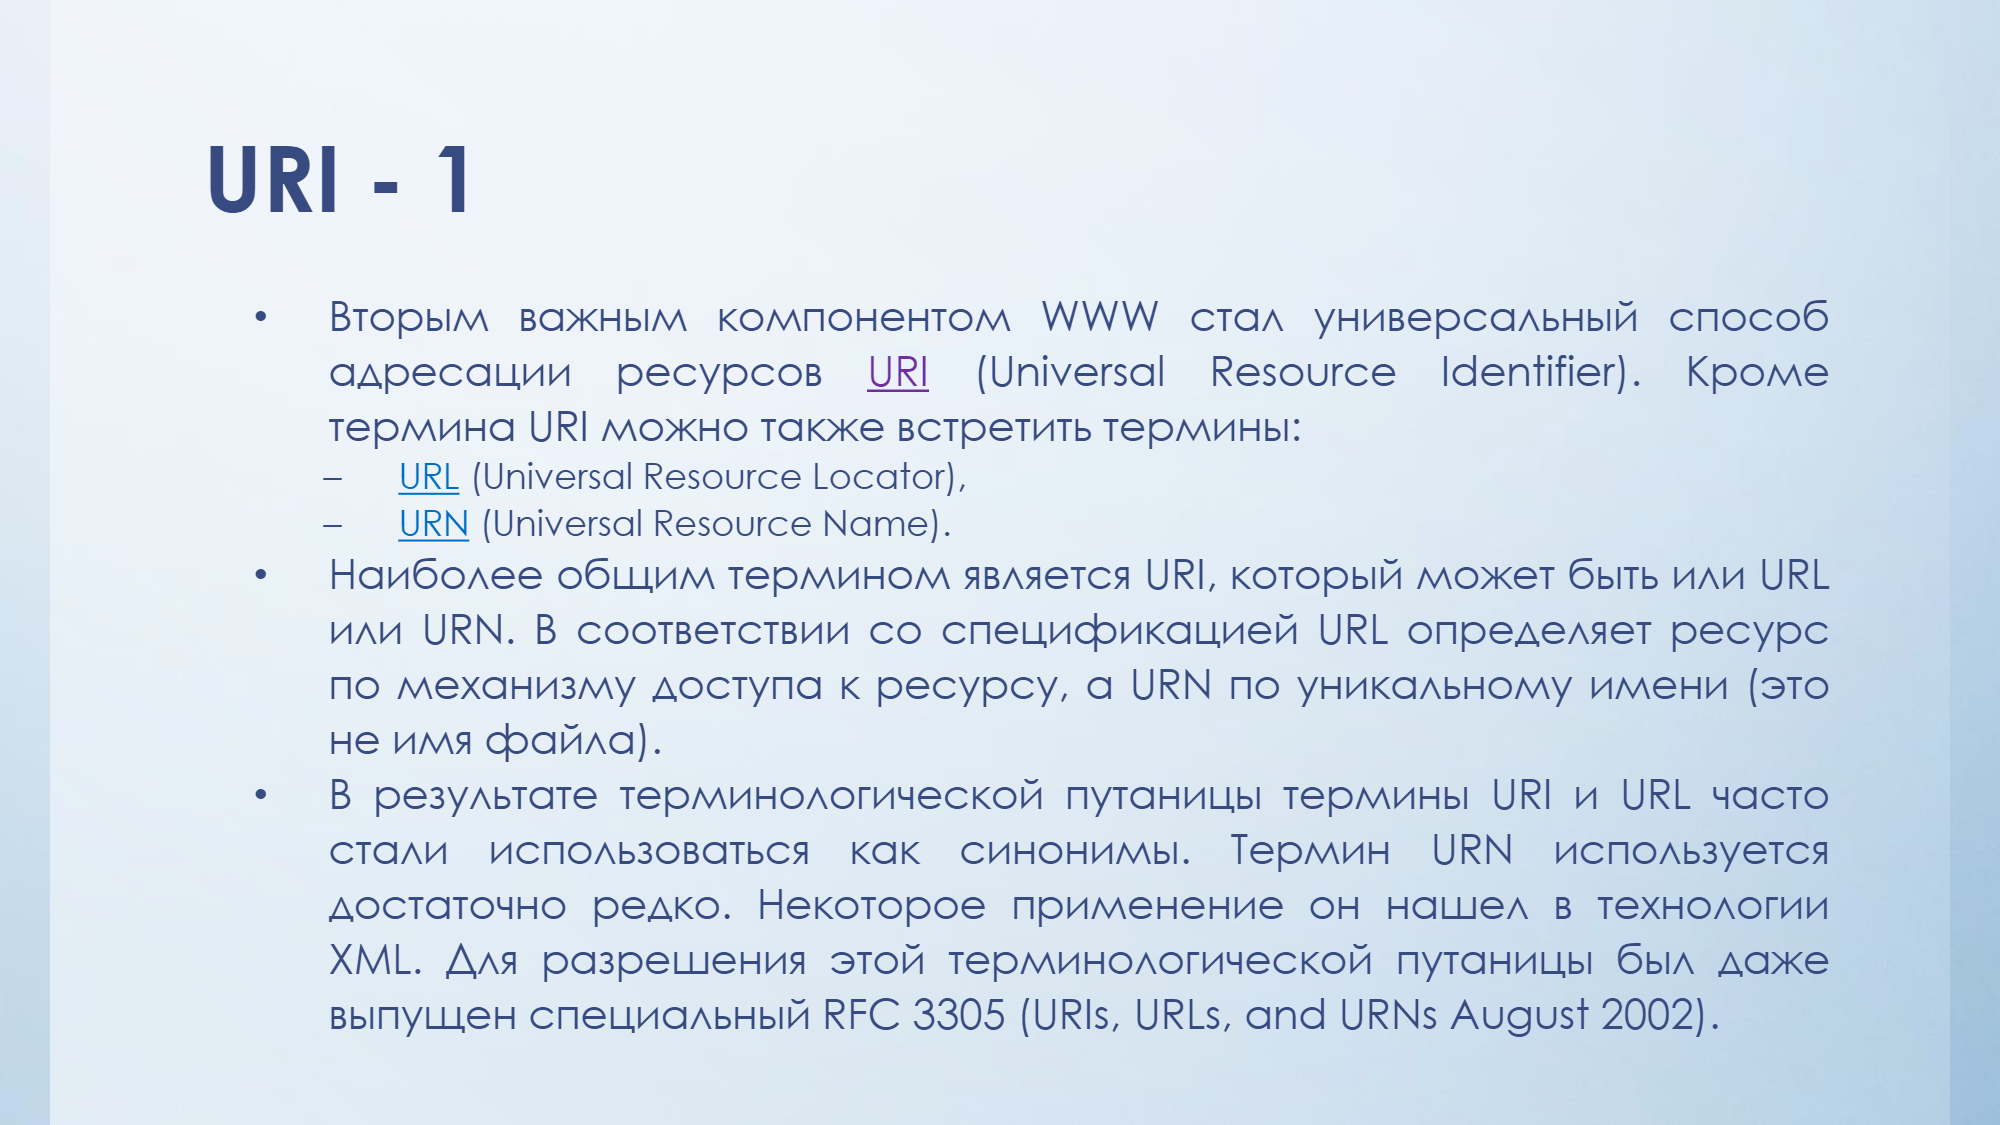 URI - 1
• Вторым важным компонентом WWW стал универсальный способ
адресации ресурсов URI (Universal Resource Identifier). Кроме
термина URI можно также встретить термины:
– URL (Universal Resource Locator),
– URN (Universal Resource Name).
• Наиболее общим термином является URI, который может быть или URL
или URN. В соответствии со спецификацией URL определяет ресурс
по механизму доступа к ресурсу, а URN по уникальному имени (это
не имя файла).
• В результате терминологической путаницы термины URI и URL часто
стали использоваться как синонимы. Термин URN используется
достаточно редко. Некоторое применение он нашел в технологии
XML. Для разрешения этой терминологической путаницы был даже
выпущен специальный RFC 3305 (URIs, URLs, and URNs August 2002).